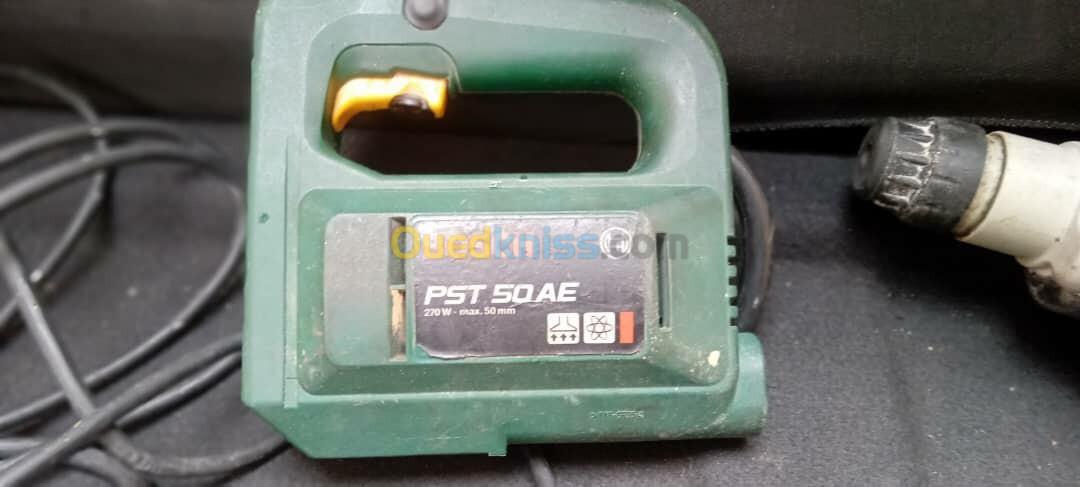 Ouedkniss.com
PST 50 AE
270 W - max. 50 mm